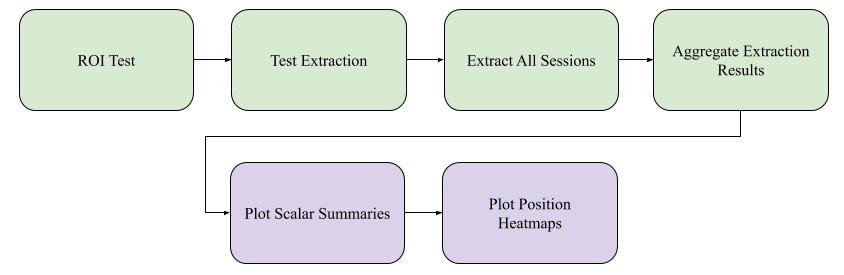 ROI Test
Test Extraction
Extract All Sessions
Aggregate Extraction
Results
Plot Scalar Summaries
Plot Position
Heatmaps